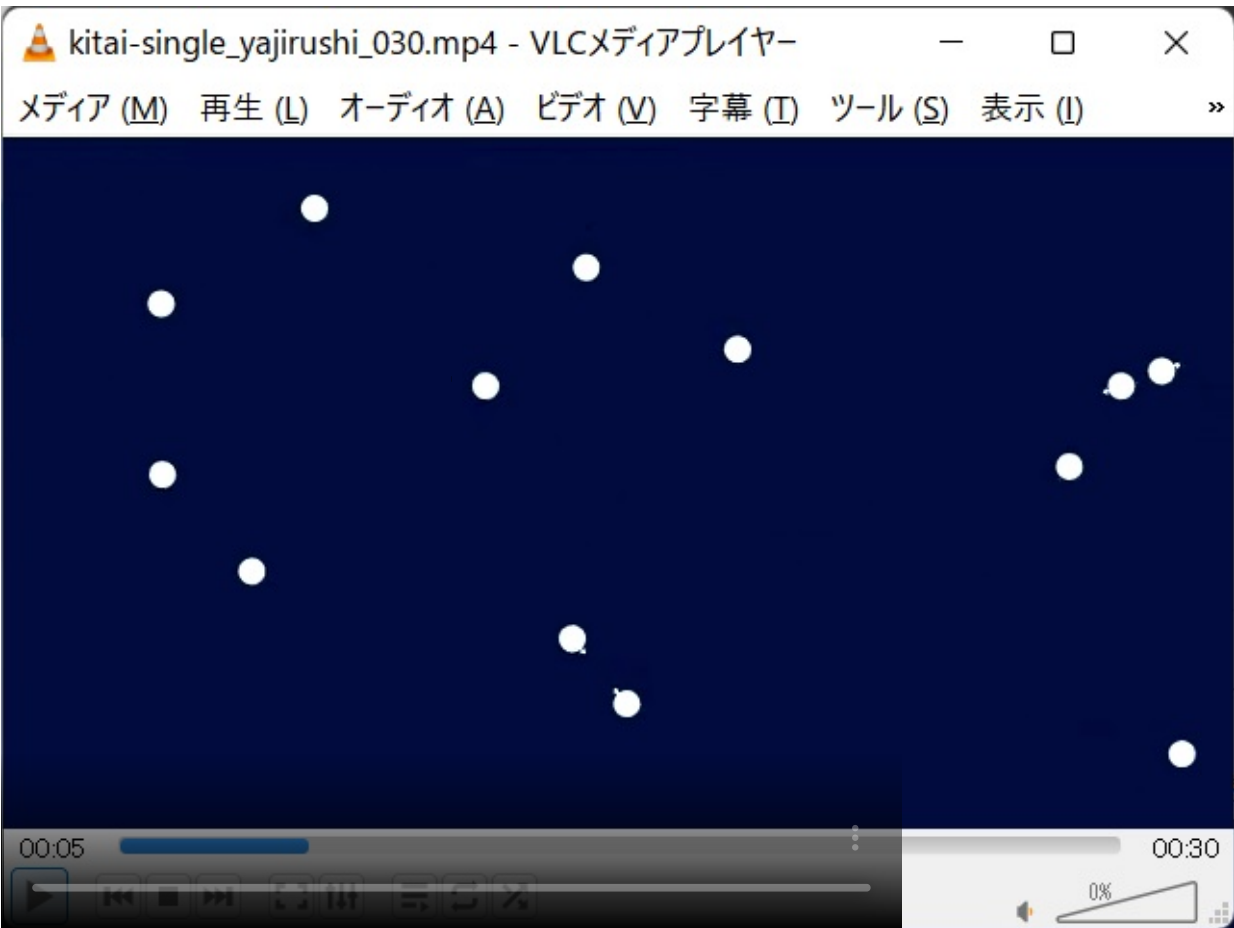 kitai-single_yajirushi_030.mp4 - VLCメディアプレイヤー
メディア (M) 再生 (L) オーディオ (A) ビデオ (V) 字幕 (T) ツール (S) 表示 (I) »
00:05 00:30
0%